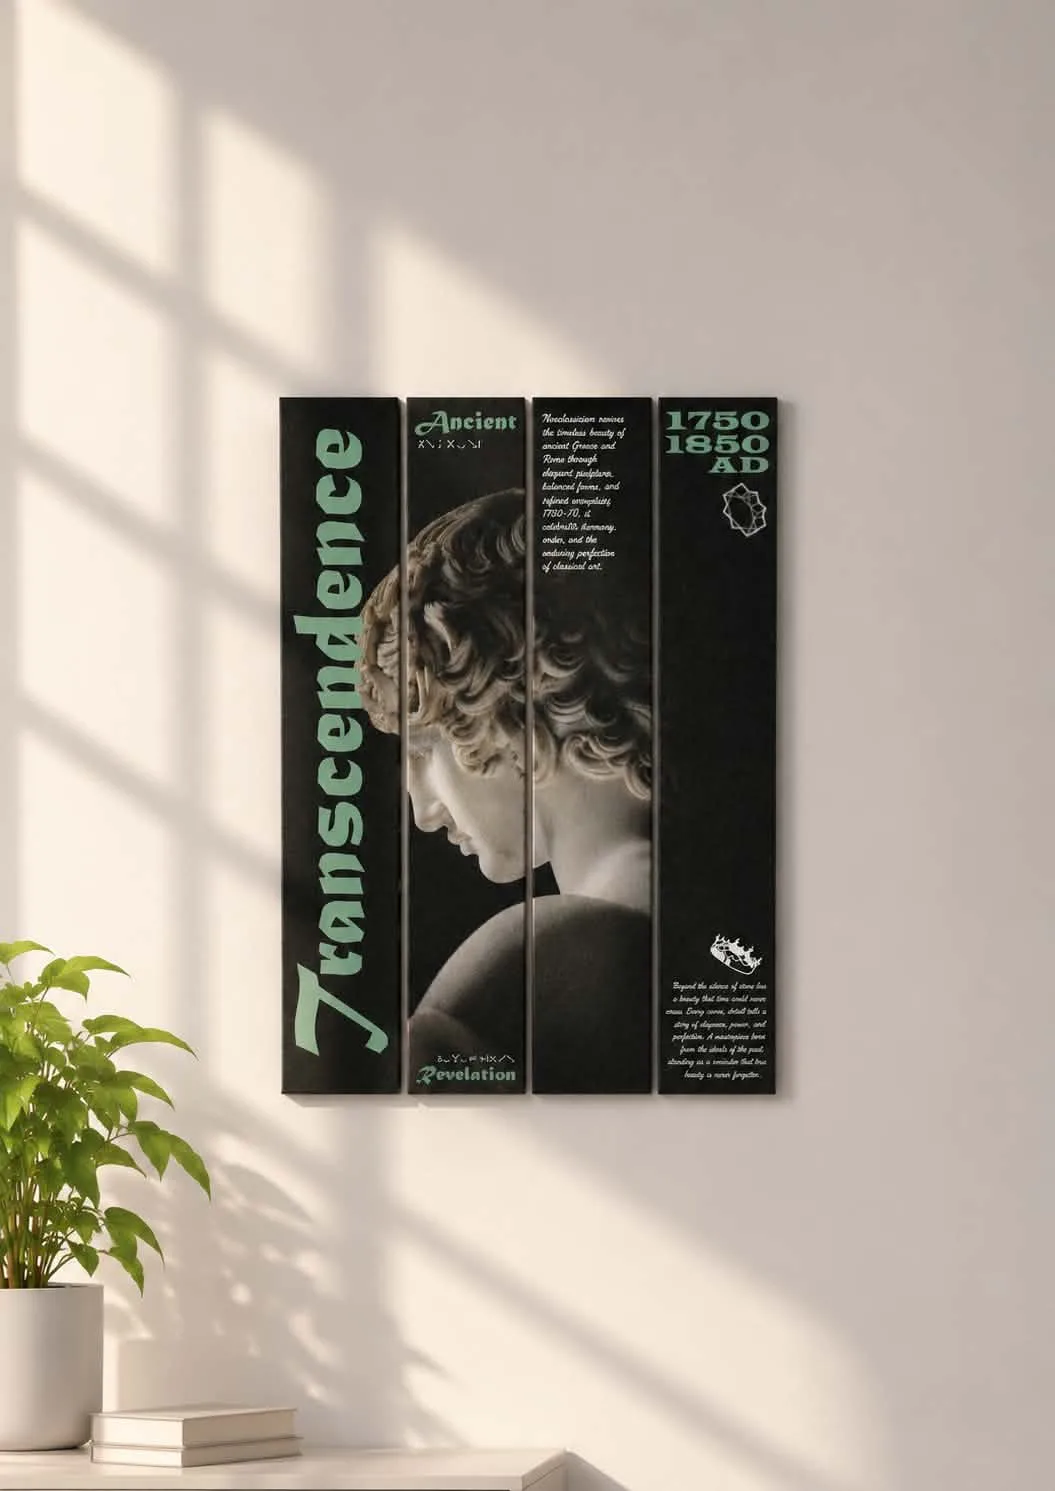 Transcendence
Ancient
Neoclassicism revives
the timeless beauty of
ancient Greece and
Rome through
elegant sculpture,
balanced forms, and
refined
1730-70, it
harmony,
order, and the
enduring perfection
of classical art.
1750
1850
AD
Beyond the silence of stone lies
a beauty that time could never
erase. Every curve, detail tells a
story of elegance, power, and
perfection. A masterpiece born
from the ideals of the past,
standing as a reminder that true
beauty is never forgotten.
Revelation